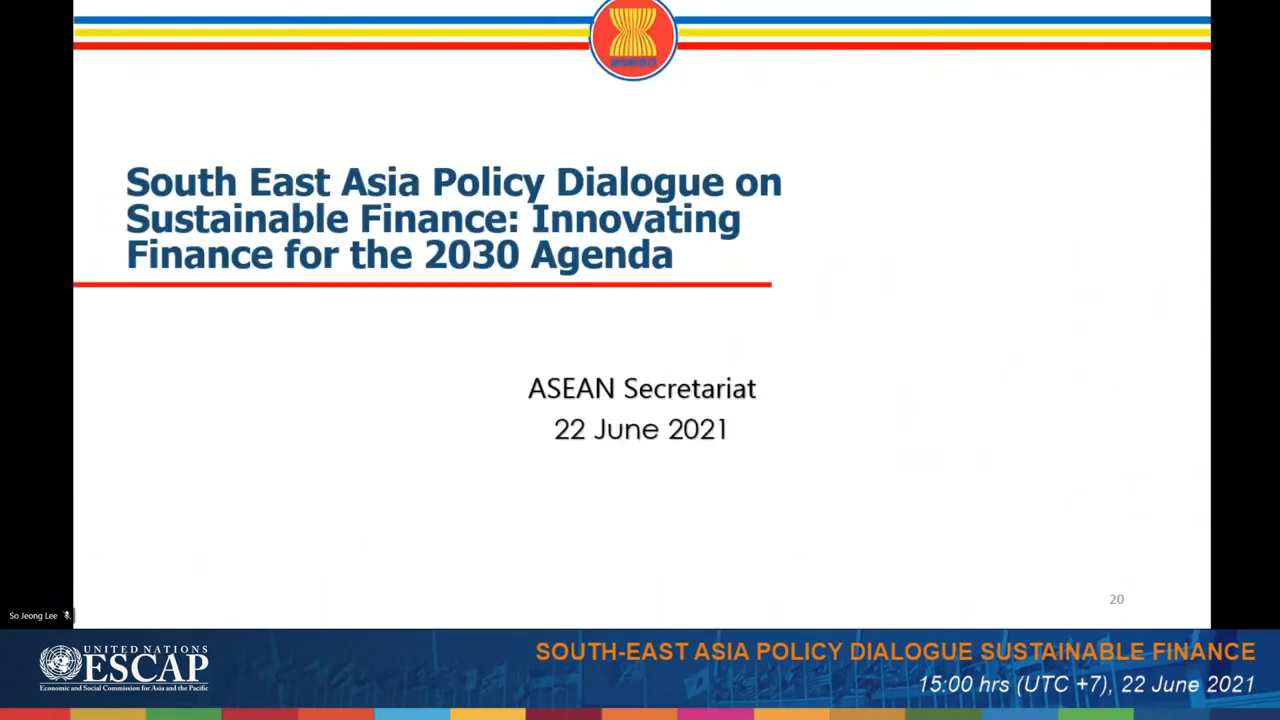 asean
South East Asia Policy Dialogue on
Sustainable Finance: Innovating
Finance for the 2030 Agenda
ASEAN Secretariat
22 June 2021
20
So Jeong Lee
UNITED NATIONS
ESCAP
Economic and Social Commission for Asia and the Pacific
SOUTH-EAST ASIA POLICY DIALOGUE SUSTAINABLE FINANCE
15:00 hrs (UTC +7), 22 June 2021